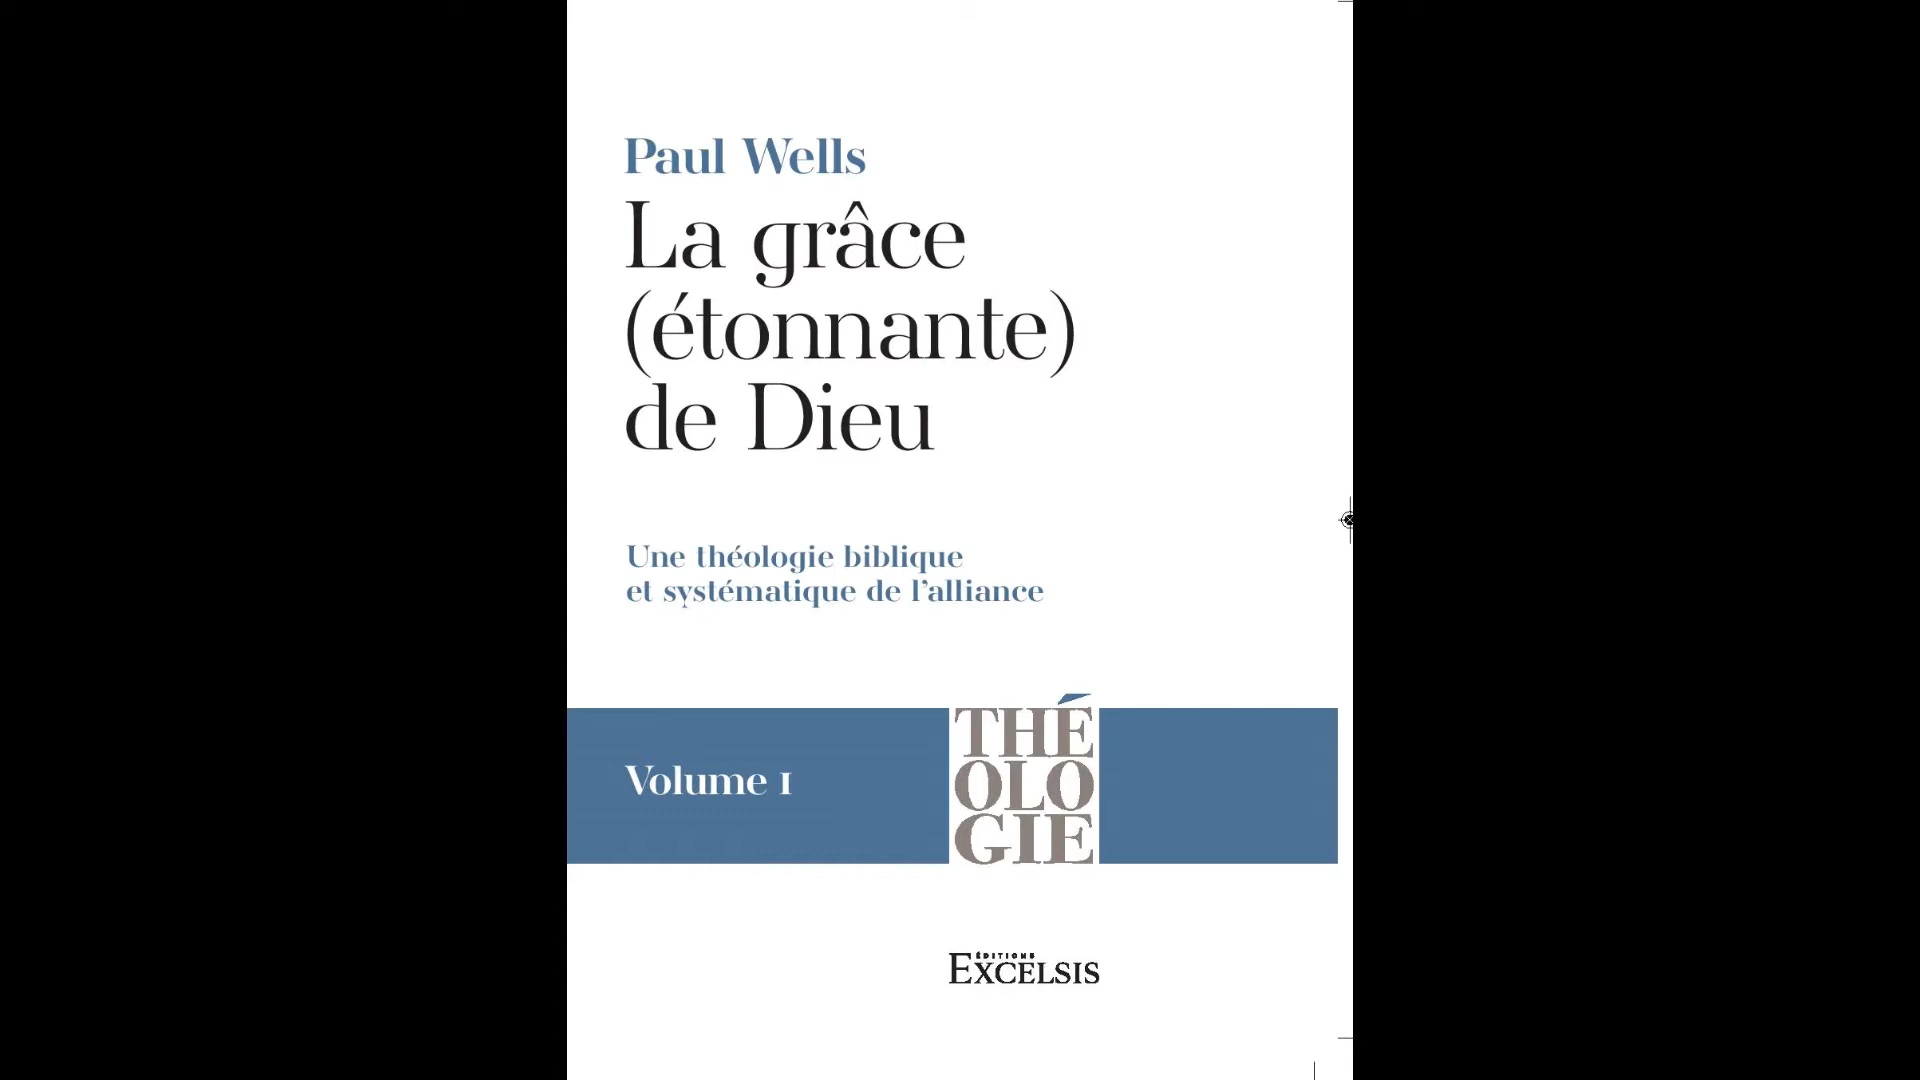 Paul Wells
La grâce
(étonnante)
de Dieu
Une théologie biblique
et systématique de l’alliance
Volume 1
THÉ
OLO
GIE
ÉDITIONS
EXCELSIS